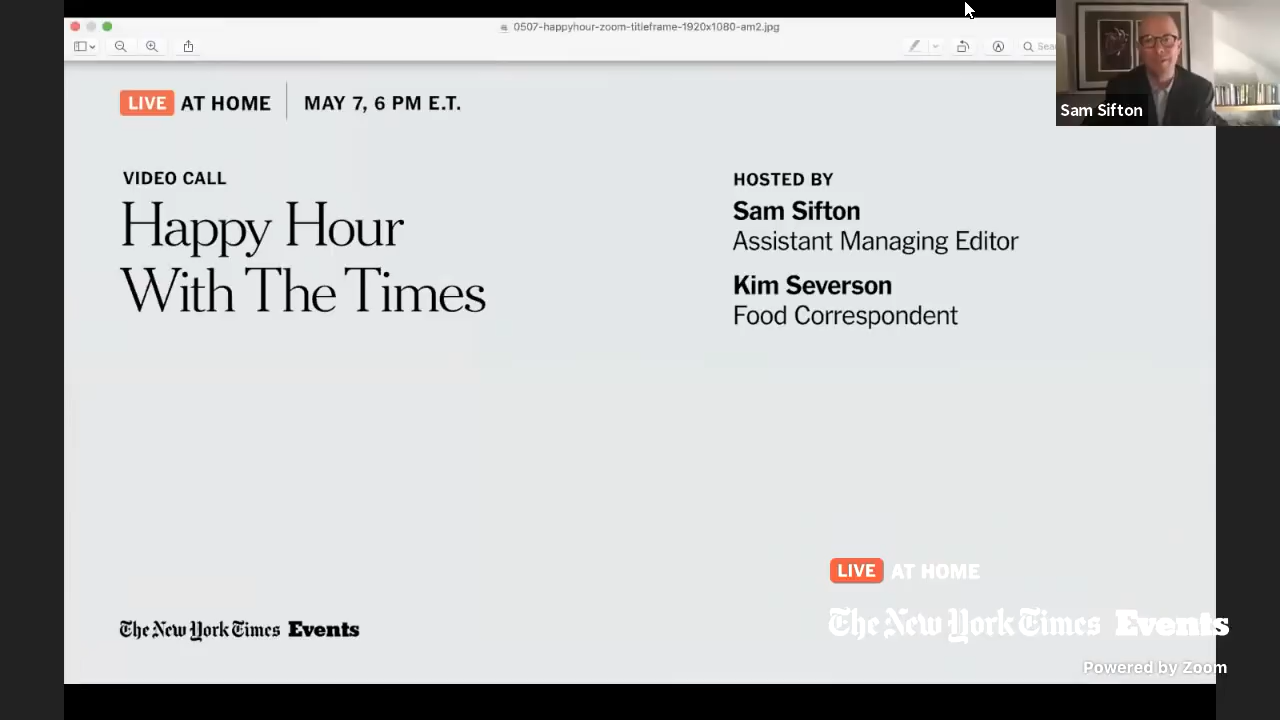 0507-happyhour-zoom-titleframe-1920x1080-am2.jpg
LIVE AT HOME
MAY 7, 6 PM E.T.
Sam Sifton
VIDEO CALL
Happy Hour
With The Times
HOSTED BY
Sam Sifton
Assistant Managing Editor
Kim Severson
Food Correspondent
LIVE AT HOME
The New York Times Events
The New York Times Events
Powered by Zoom